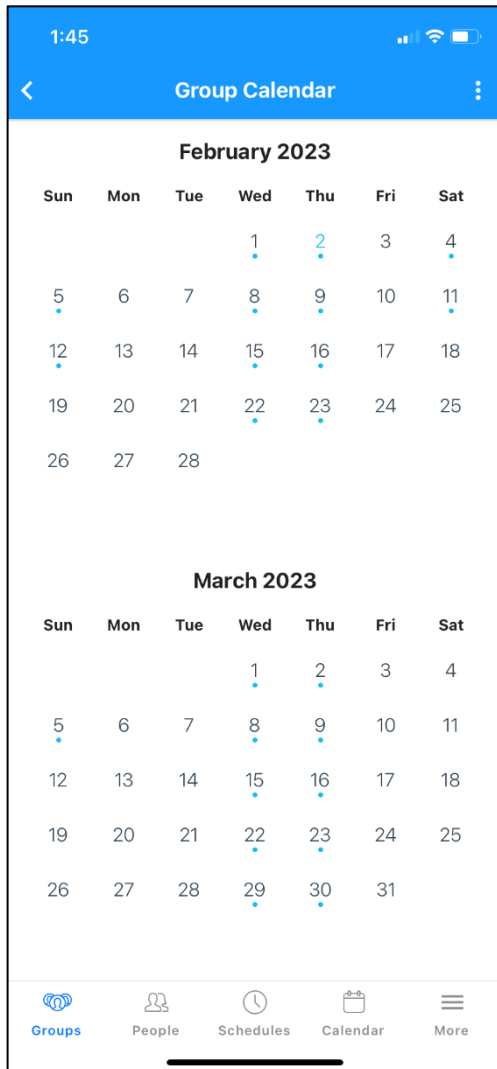 1:45
Group Calendar
February 2023
Sun Mon Tue Wed Thu Fri Sat
1 2 3 4
5 6 7 8 9 10 11
12 13 14 15 16 17 18
19 20 21 22 23 24 25
26 27 28
March 2023
Sun Mon Tue Wed Thu Fri Sat
1 2 3 4
5 6 7 8 9 10 11
12 13 14 15 16 17 18
19 20 21 22 23 24 25
26 27 28 29 30 31
Groups People Schedules Calendar More